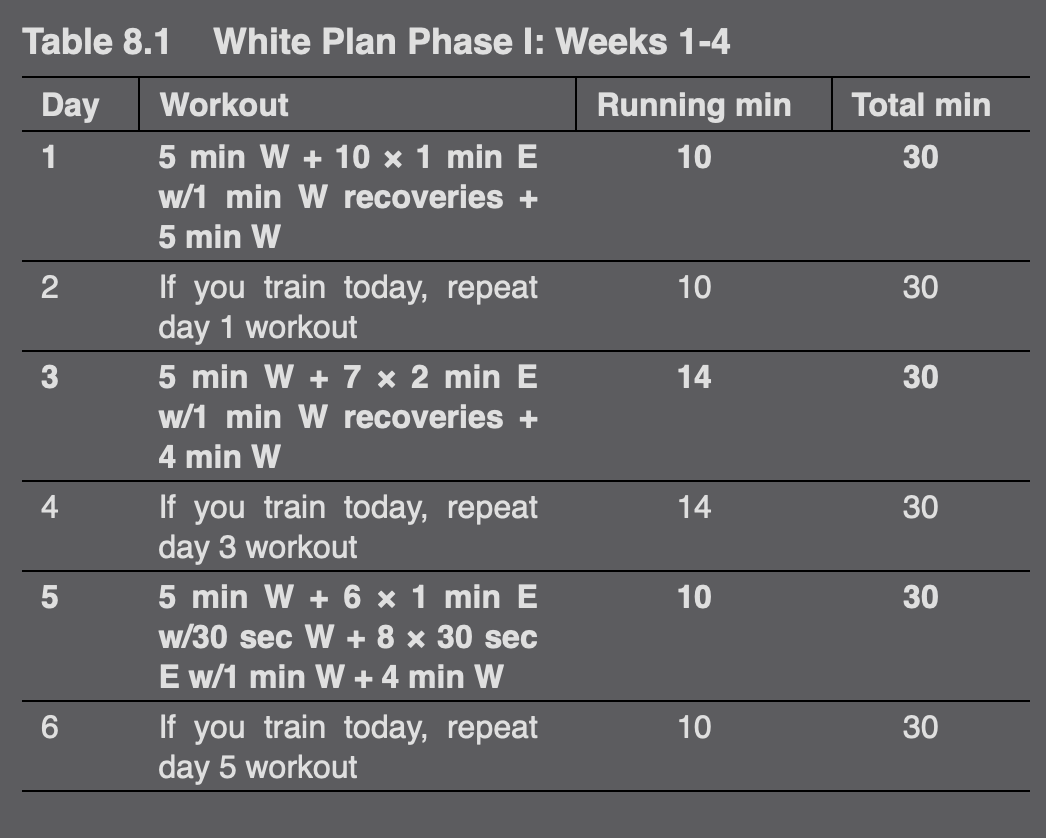 Table 8.1 White Plan Phase I: Weeks 1-4
Day Workout Running min Total min
1 5 min W + 10 × 1 min E 10 30
w/1 min W recoveries +
5 min W
2 If you train today, repeat 10 30
day 1 workout
3 5 min W + 7 × 2 min E 14 30
w/1 min W recoveries +
4 min W
4 If you train today, repeat 14 30
day 3 workout
5 5 min W + 6 × 1 min E 10 30
w/30 sec W + 8 × 30 sec
E w/1 min W + 4 min W
6 If you train today, repeat 10 30
day 5 workout